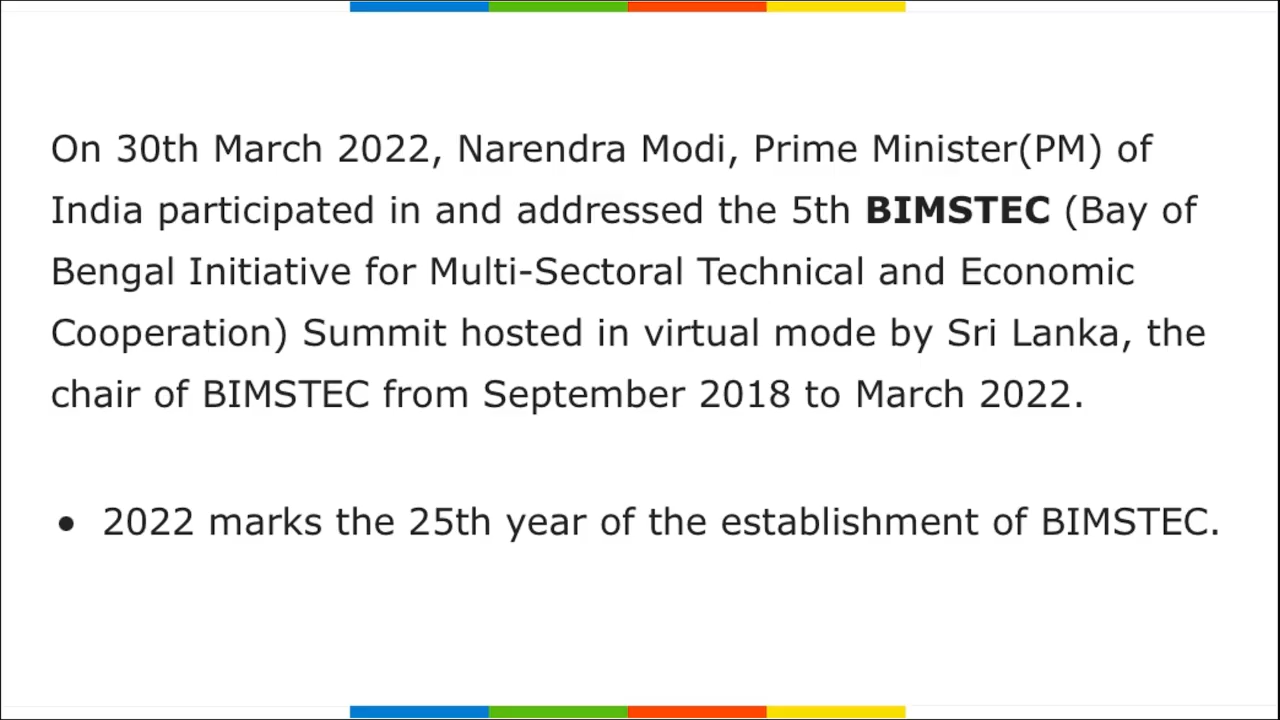 On 30th March 2022, Narendra Modi, Prime Minister(PM) of
India participated in and addressed the 5th BIMSTEC (Bay of
Bengal Initiative for Multi-Sectoral Technical and Economic
Cooperation) Summit hosted in virtual mode by Sri Lanka, the
chair of BIMSTEC from September 2018 to March 2022.
● 2022 marks the 25th year of the establishment of BIMSTEC.